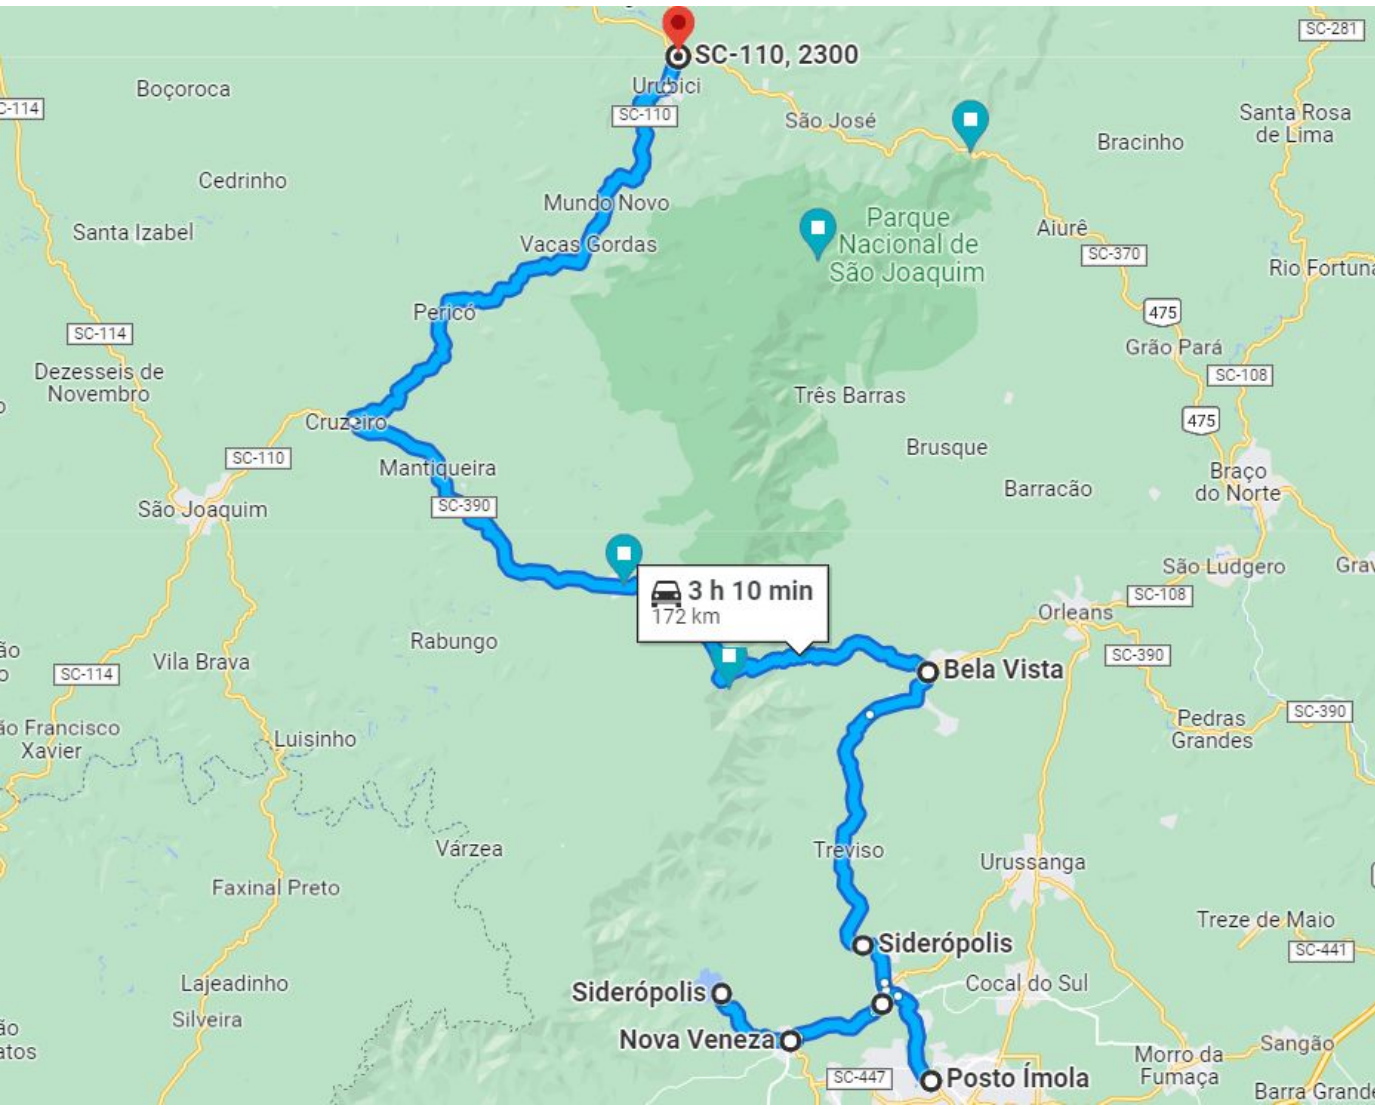 SC-281
SC-110, 2300
Urubici
Boçoroca
C-114
SC-110
São José
Santa Rosa
de Lima
Bracinho
Cedrinho
Mundo Novo
Parque
Nacional de
São Joaquim
Santa Izabel
Vacas Gordas
Aiurê
SC-370
Rio Fortuna
Pericó
475
SC-114
Grão Pará
Dezesseis de
Novembro
SC-108
Três Barras
Cruzeiro
475
Brusque
SC-110
Mantiqueira
Braço
do Norte
Barracão
SC-390
São Joaquim
São Ludgero
Grav
3 h 10 min
172 km
SC-108
Orleans
Rabungo
ão
o
Vila Brava
SC-390
SC-114
Bela Vista
SC-390
Pedras
Grandes
ão Francisco
Xavier
Luisinho
Várzea
Treviso
Urussanga
Faxinal Preto
Treze de Maio
Siderópolis
SC-441
Lajeadinho
Cocal do Sul
Siderópolis
Silveira
ão
atos
Nova Veneza
Sangão
Morro da
Fumaça
SC-447
Posto Ímola
Barra Grande